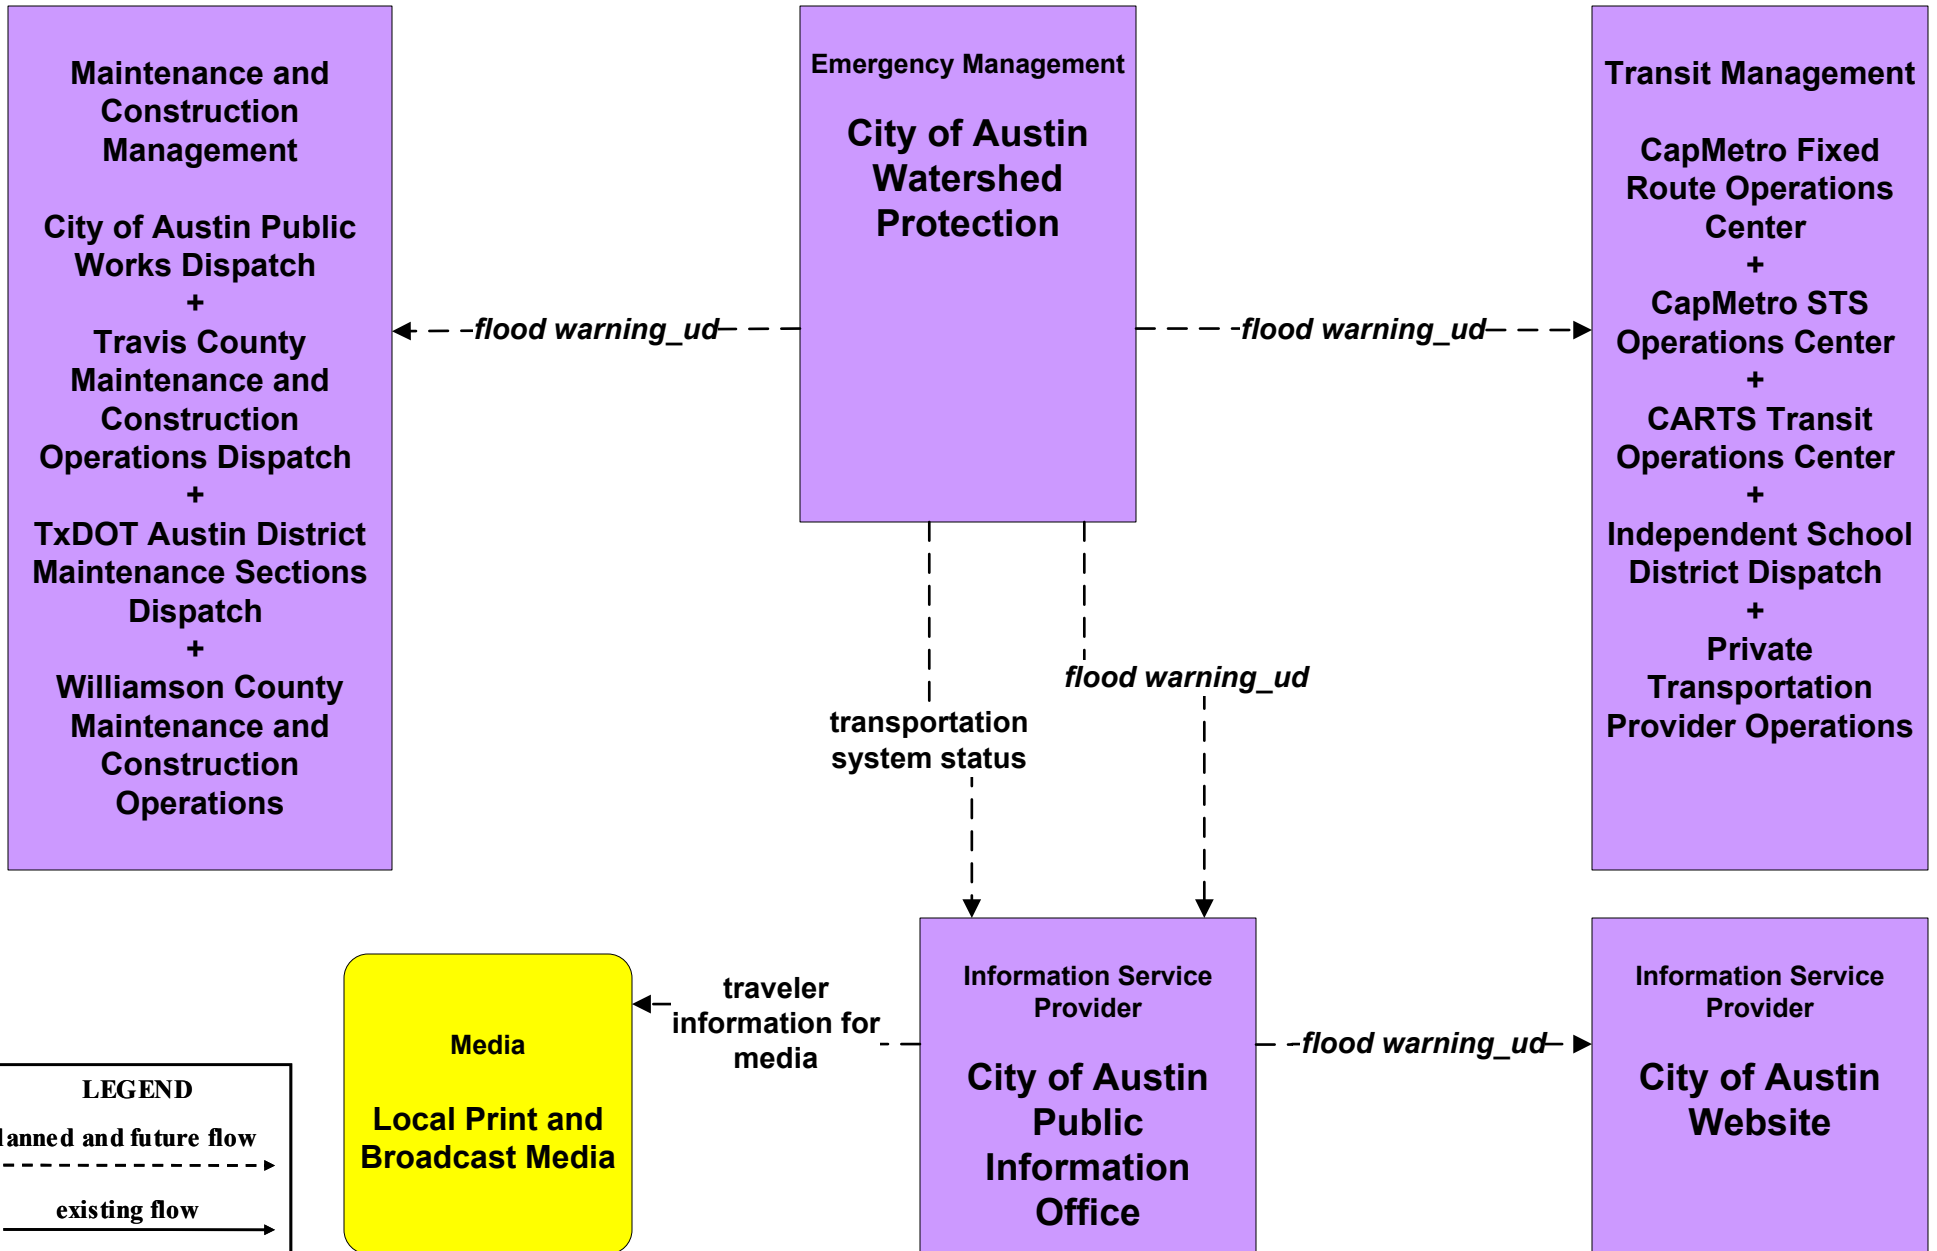 Maintenance and
Construction
Management
City of Austin Public
Works Dispatch
+
Travis County
Maintenance and
Construction
Operations Dispatch
+
TxDOT Austin District
Maintenance Sections
Dispatch
+
Williamson County
Maintenance and
Construction
Operations
flood warning_ud
Emergency Management
City of Austin
Watershed
Protection
flood warning_ud
Transit Management
CapMetro Fixed
Route Operations
Center
+
CapMetro STS
Operations Center
+
CARTS Transit
Operations Center
+
Independent School
District Dispatch
+
Private
Transportation
Provider Operations
flood warning_ud
transportation
system status
LEGEND
lanned and future flow
existing flow
Media
Local Print and
Broadcast Media
traveler
information for
media
Information Service
Provider
City of Austin
Public
Information
Office
flood warning_ud
Information Service
Provider
City of Austin
Website